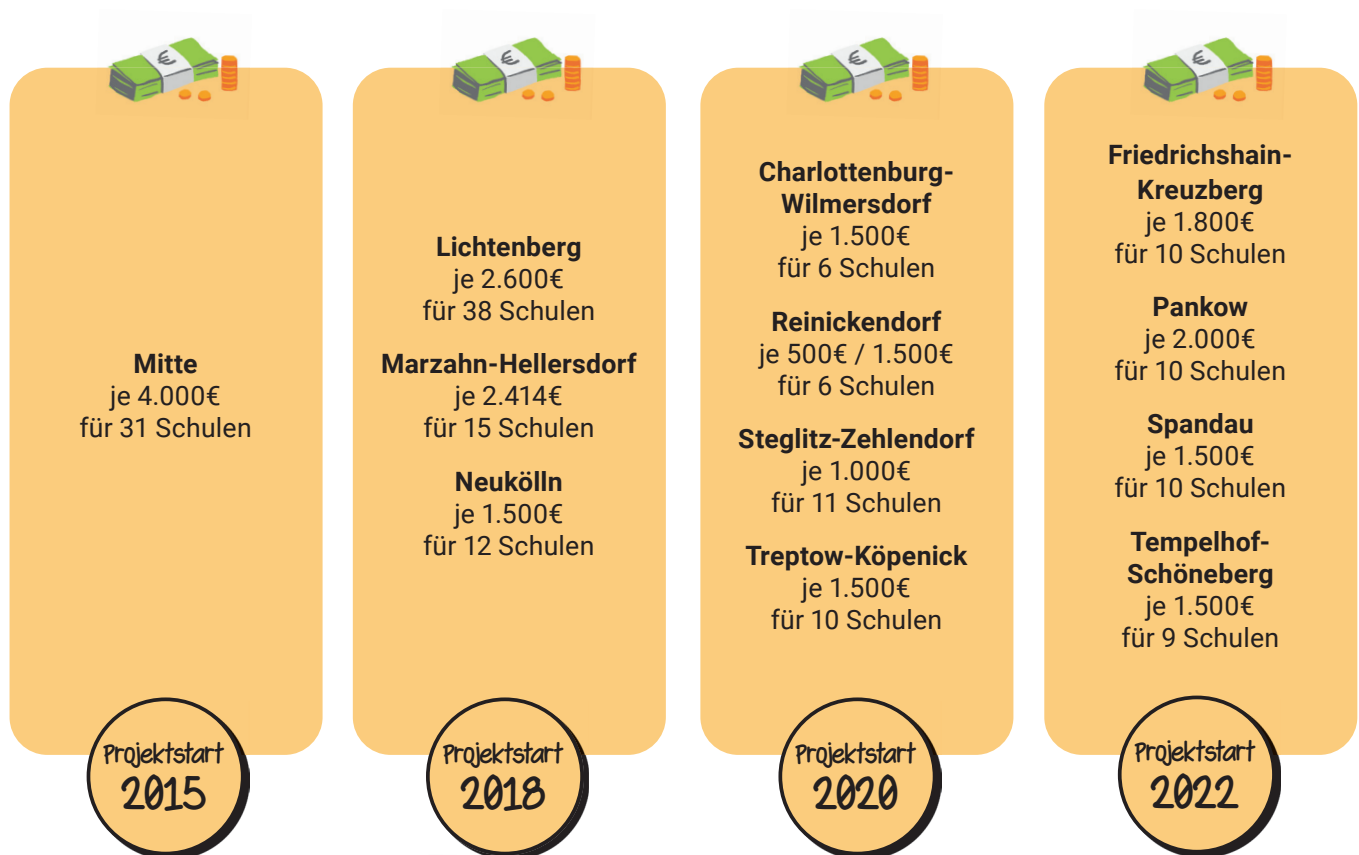 €
Mitte
je 4.000€
für 31 Schulen
Projektstart
2015
€
Lichtenberg
je 2.600€
für 38 Schulen
Marzahn-Hellersdorf
je 2.414€
für 15 Schulen
Neukölln
je 1.500€
für 12 Schulen
Projektstart
2018
€
Charlottenburg-
Wilmersdorf
je 1.500€
für 6 Schulen
Reinickendorf
je 500€ / 1.500€
für 6 Schulen
Steglitz-Zehlendorf
je 1.000€
für 11 Schulen
Treptow-Köpenick
je 1.500€
für 10 Schulen
Projektstart
2020
€
Friedrichshain-
Kreuzberg
je 1.800€
für 10 Schulen
Pankow
je 2.000€
für 10 Schulen
Spandau
je 1.500€
für 10 Schulen
Tempelhof-
Schöneberg
je 1.500€
für 9 Schulen
Projektstart
2022